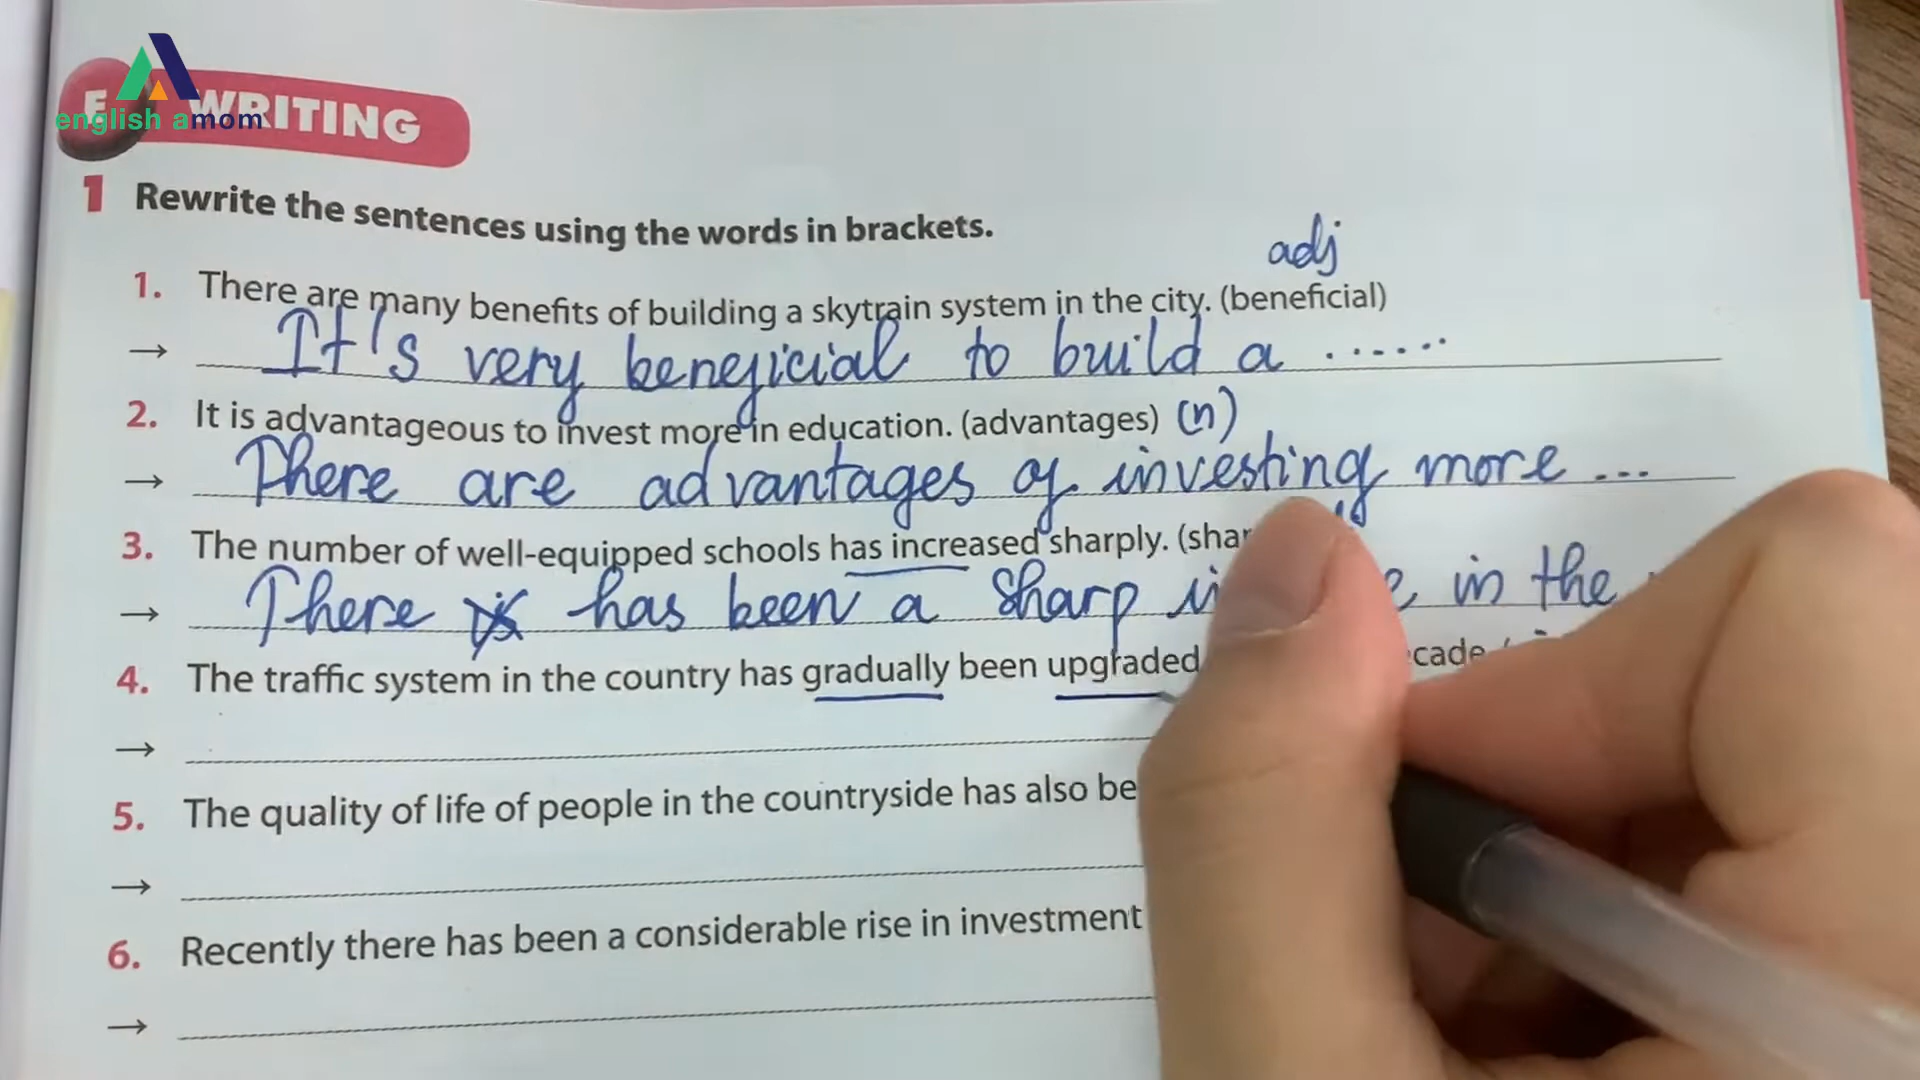 E WRITING
english amom
1 Rewrite the sentences using the words in brackets.
adj
1. There are many benefits of building a skytrain system in the city. (beneficial)
→ It's very beneficial to build a ......
2. It is advantageous to invest more in education. (advantages) (n)
→ There are advantages of investing more ...
3. The number of well-equipped schools has increased sharply.
→ There is has been a sharp in the
4. The traffic system in the country has gradually been upgraded
→
5. The quality of life of people in the countryside has also
→
6. Recently there has been a considerable rise in investment
→